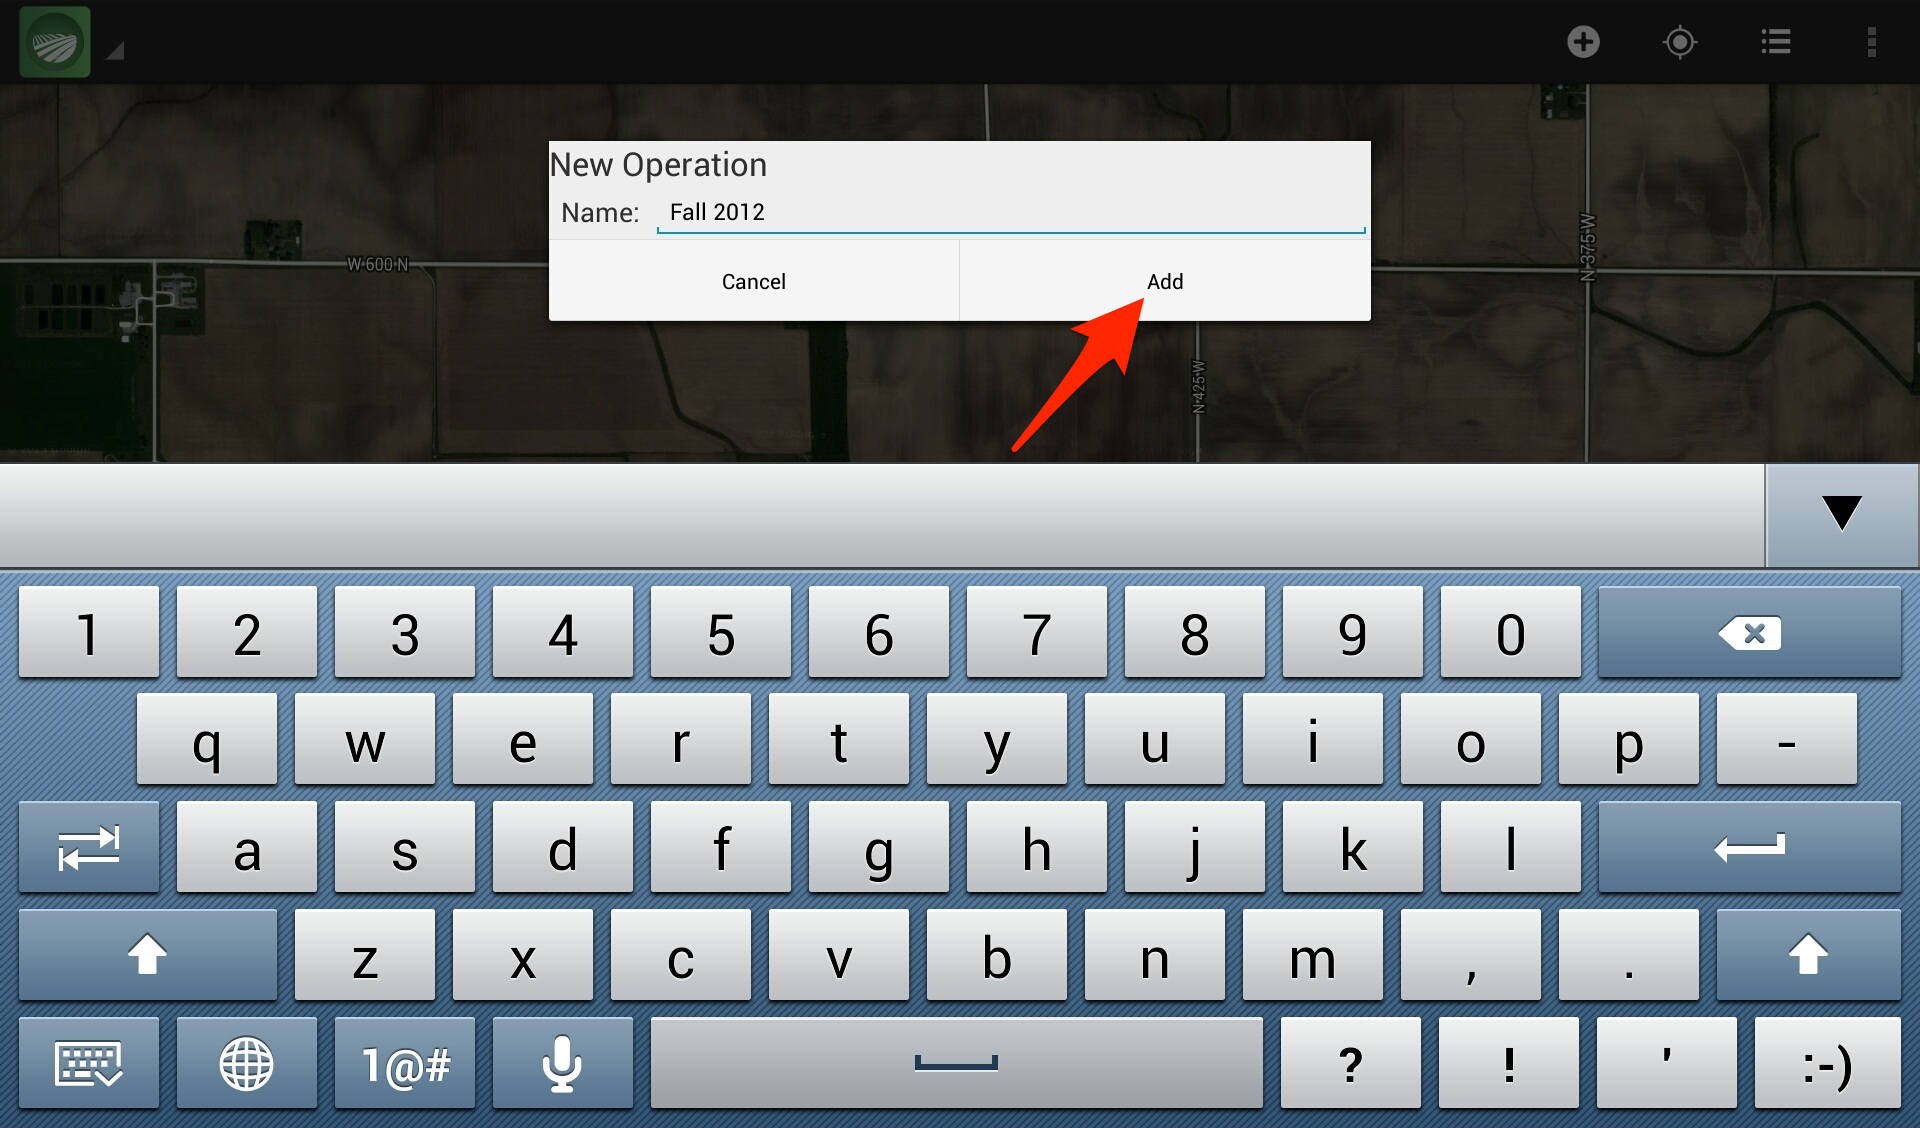 New Operation
Name: Fall 2012
Cancel Add
W 600 N
N 375 W
N 425 W
1 2 3 4 5 6 7 8 9 0
q w e r t y u i o p -
a s d f g h j k l
z x c v b n m , .
1@# ? ! ' :-)